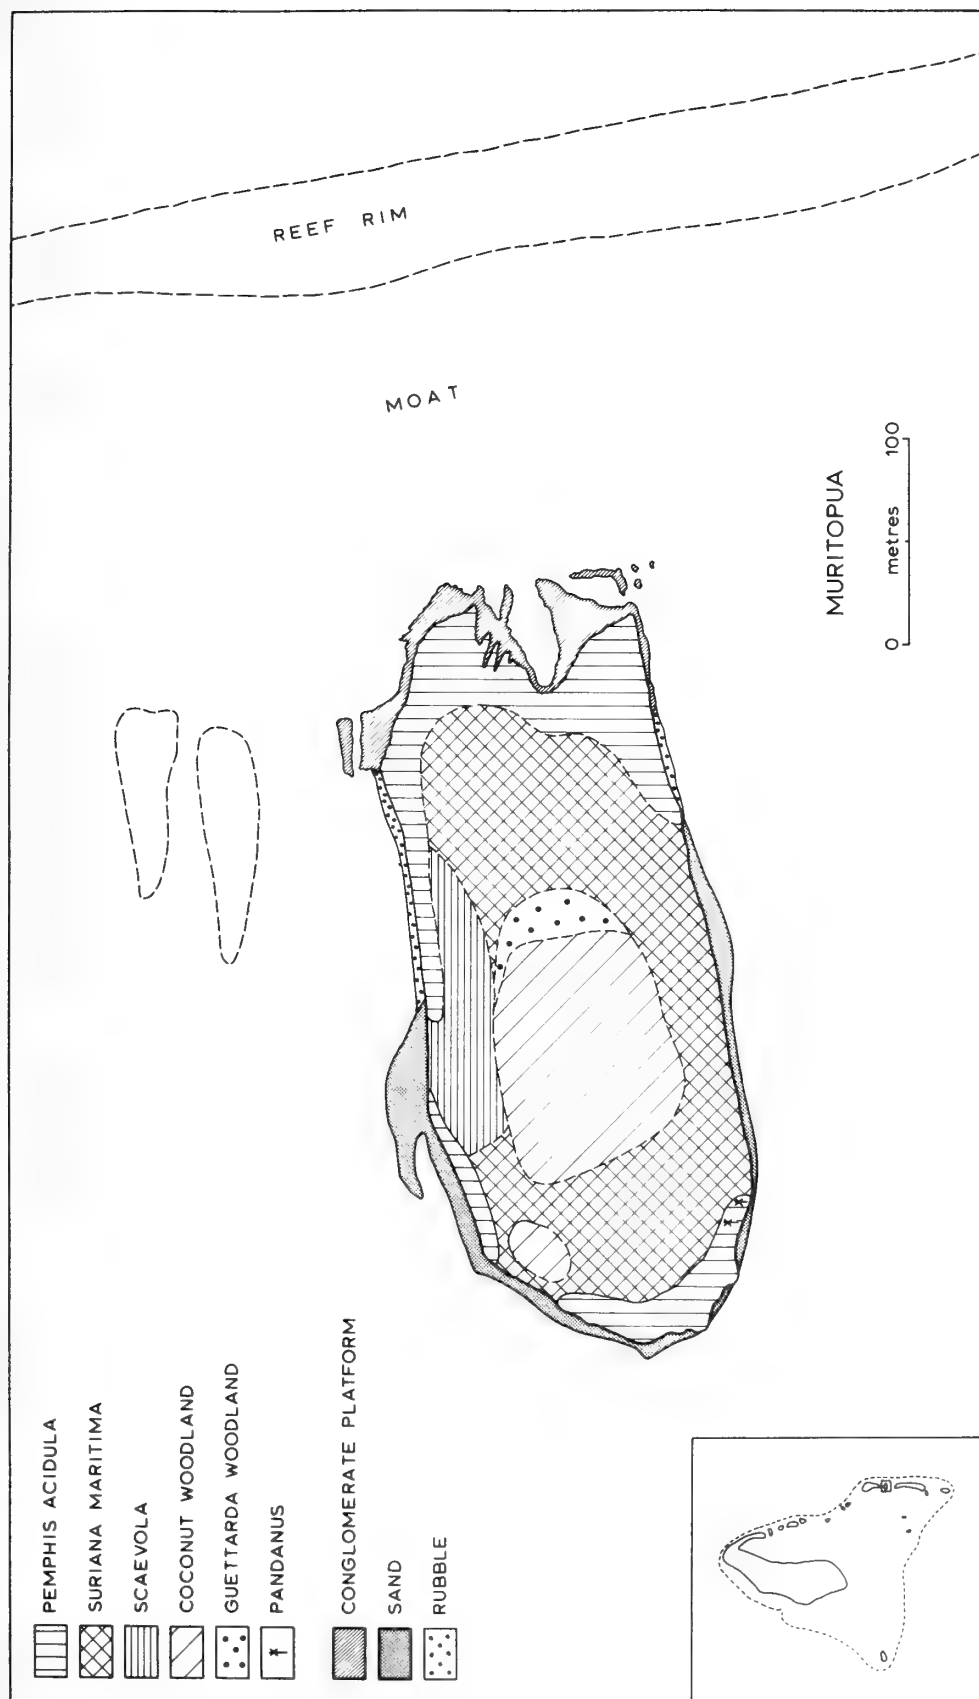 REEF RIM
MOAT
MURITOPUA
0 metres 100
PEMPHIS ACIDULA
SURIANA MARITIMA
SCAEVOLA
COCONUT WOODLAND
GUETTARDA WOODLAND
PANDANUS
CONGLOMERATE PLATFORM
SAND
RUBBLE